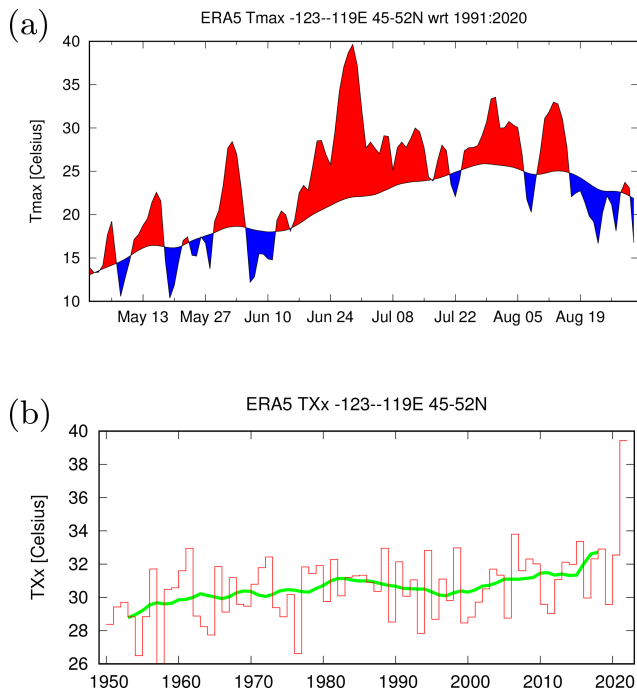 (a)
ERA5 Tmax -123--119E 45-52N wrt 1991:2020
Tmax [Celsius]
40
35
30
25
20
15
10
May 13 May 27 Jun 10 Jun 24 Jul 08 Jul 22 Aug 05 Aug 19
(b)
ERA5 TXx -123--119E 45-52N
TXx [Celsius]
40
38
36
34
32
30
28
26
1950 1960 1970 1980 1990 2000 2010 2020